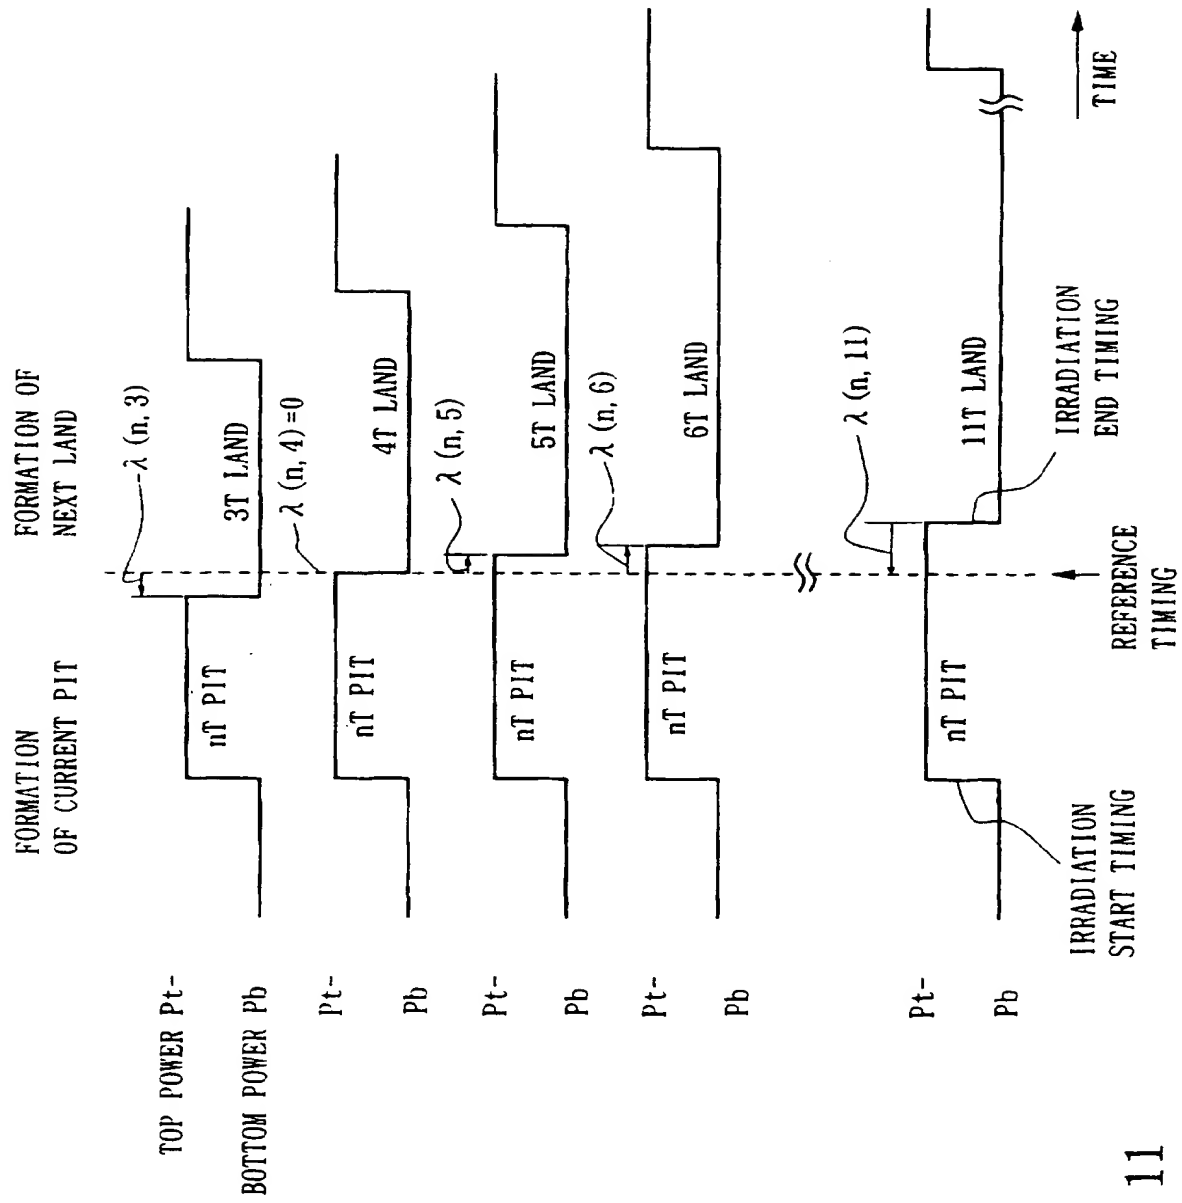 FORMATION
OF CURRENT PIT
FORMATION OF
NEXT LAND
TOP POWER Pt-
BOTTOM POWER Pb
nT PIT
3T LAND
-λ (n, 3)
Pt-
Pb
nT PIT
4T LAND
λ (n, 4)=0
Pt-
Pb
nT PIT
5T LAND
λ (n, 5)
Pt-
Pb
nT PIT
6T LAND
λ (n, 6)
Pt-
Pb
nT PIT
11T LAND
λ (n, 11)
IRRADIATION
START TIMING
REFERENCE
TIMING
IRRADIATION
END TIMING
TIME
11